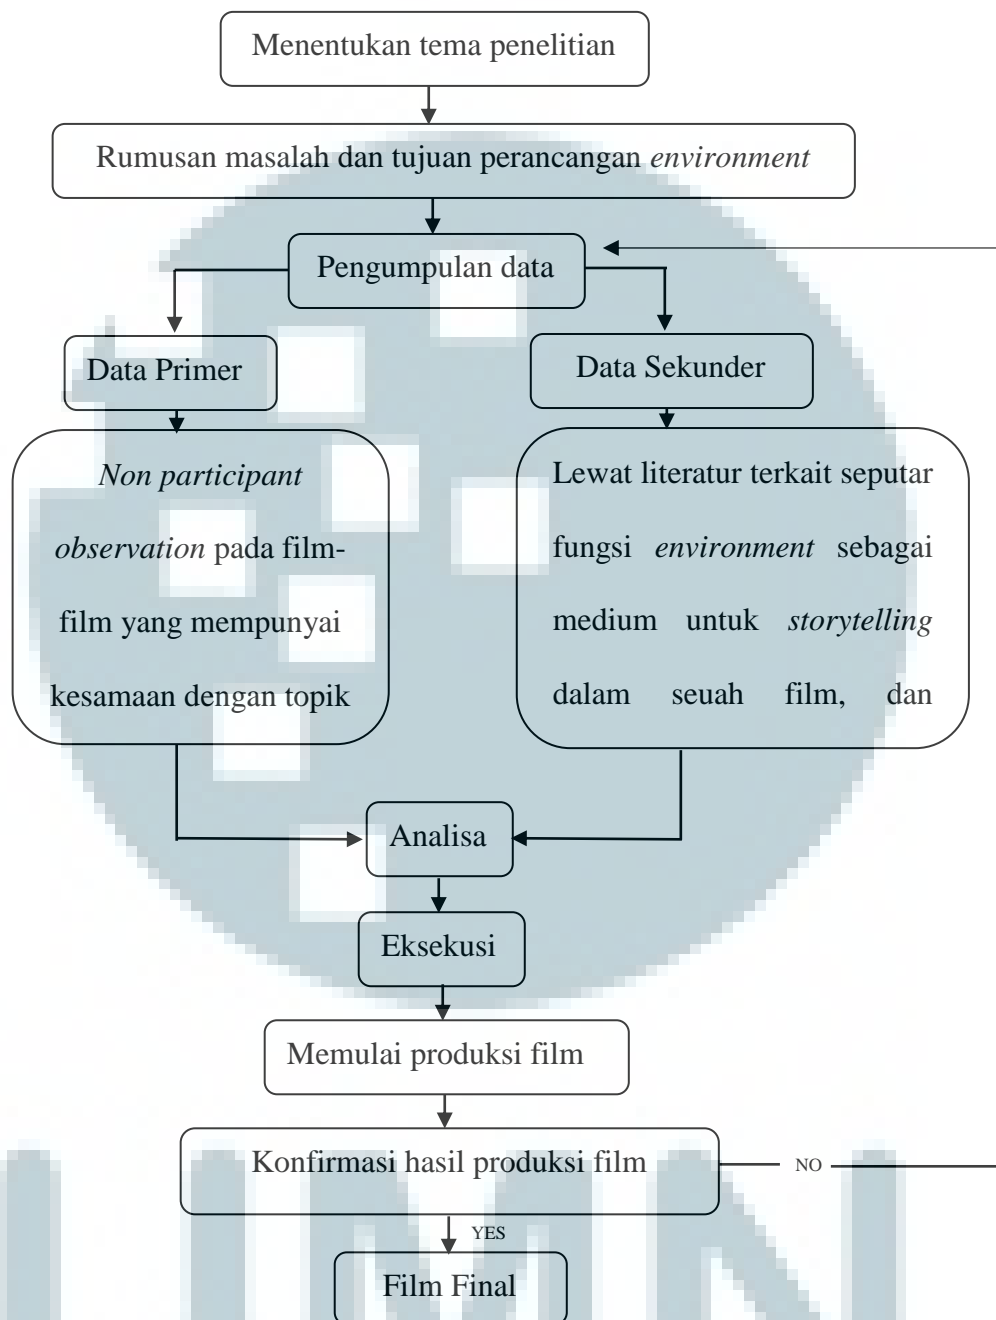 Menentukan tema penelitian
Rumusan masalah dan tujuan perancangan environment
Pengumpulan data
Data Primer
Data Sekunder
Non participant
observation pada film-
film yang mempunyai
kesamaan dengan topik
Lewat literatur terkait seputar
fungsi environment sebagai
medium untuk storytelling
dalam seuah film, dan
Analisa
Eksekusi
Memulai produksi film
Konfirmasi hasil produksi film
NO
YES
Film Final
UMN